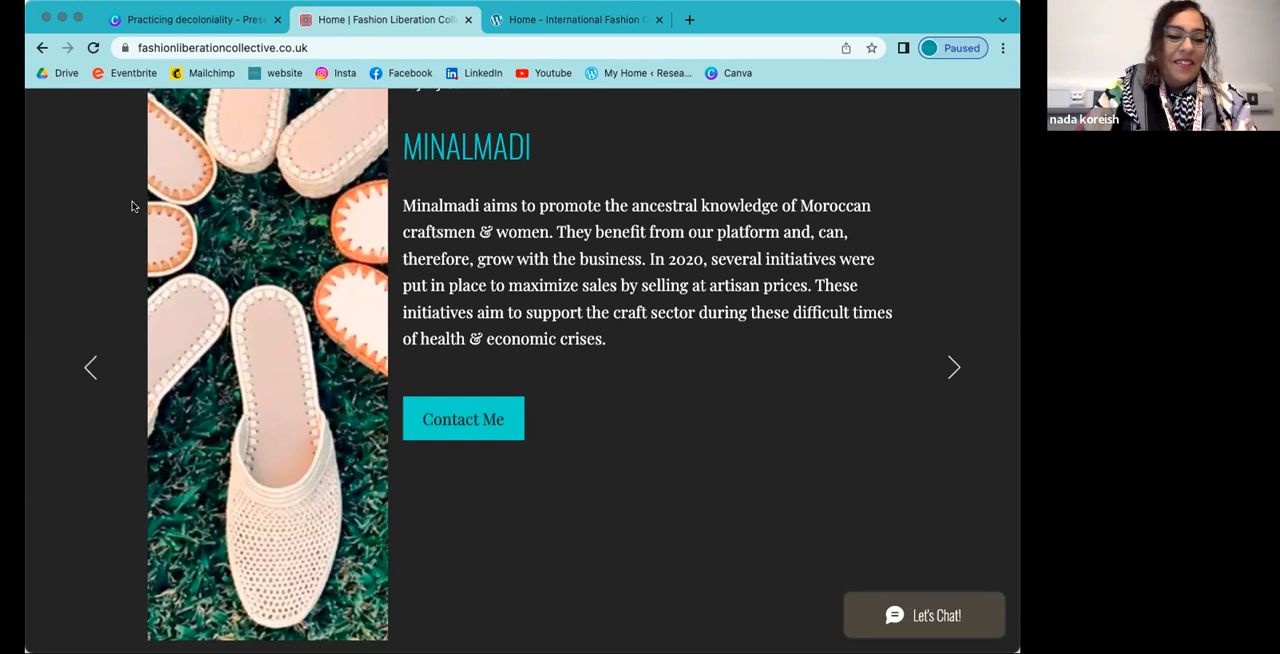 Practicing decoloniality - Pres
Home | Fashion Liberation Coll
Home - International Fashion C
fashionliberationcollective.co.uk
Paused
Drive
Eventbrite
Mailchimp
website
Insta
Facebook
LinkedIn
Youtube
My Home ‹ Resea...
Canva
nada koreish
MINALMADI
Minalmadi aims to promote the ancestral knowledge of Moroccan
craftsmen & women. They benefit from our platform and, can,
therefore, grow with the business. In 2020, several initiatives were
put in place to maximize sales by selling at artisan prices. These
initiatives aim to support the craft sector during these difficult times
of health & economic crises.
Contact Me
Let's Chat!